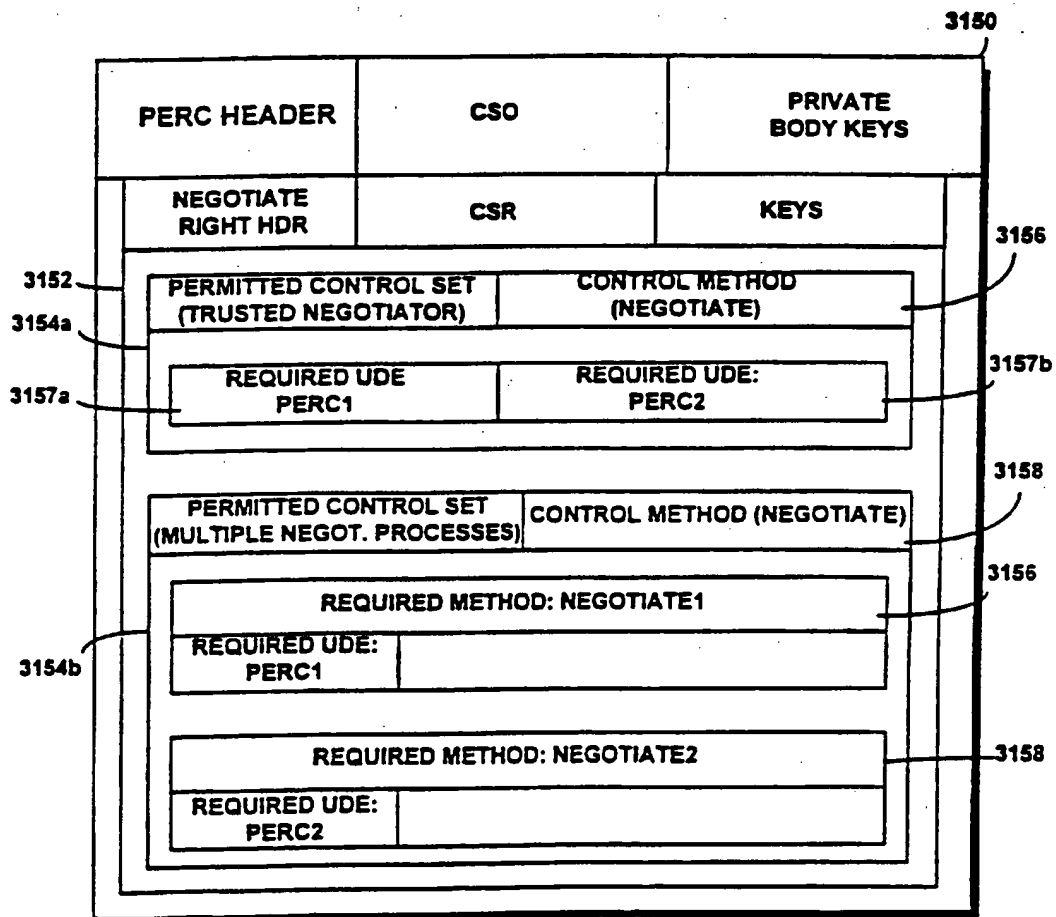 3150
PERC HEADER
CSO
PRIVATE
BODY KEYS
NEGOTIATE
RIGHT HDR
CSR
KEYS
3156
3152
PERMITTED CONTROL SET
(TRUSTED NEGOTIATOR)
CONTROL METHOD
(NEGOTIATE)
3154a
3157a
REQUIRED UDE
PERC1
REQUIRED UDE:
PERC2
3157b
3158
PERMITTED CONTROL SET
(MULTIPLE NEGOT. PROCESSES)
CONTROL METHOD (NEGOTIATE)
3156
REQUIRED METHOD: NEGOTIATE1
REQUIRED UDE:
PERC1
3154b
REQUIRED METHOD: NEGOTIATE2
3158
REQUIRED UDE:
PERC2